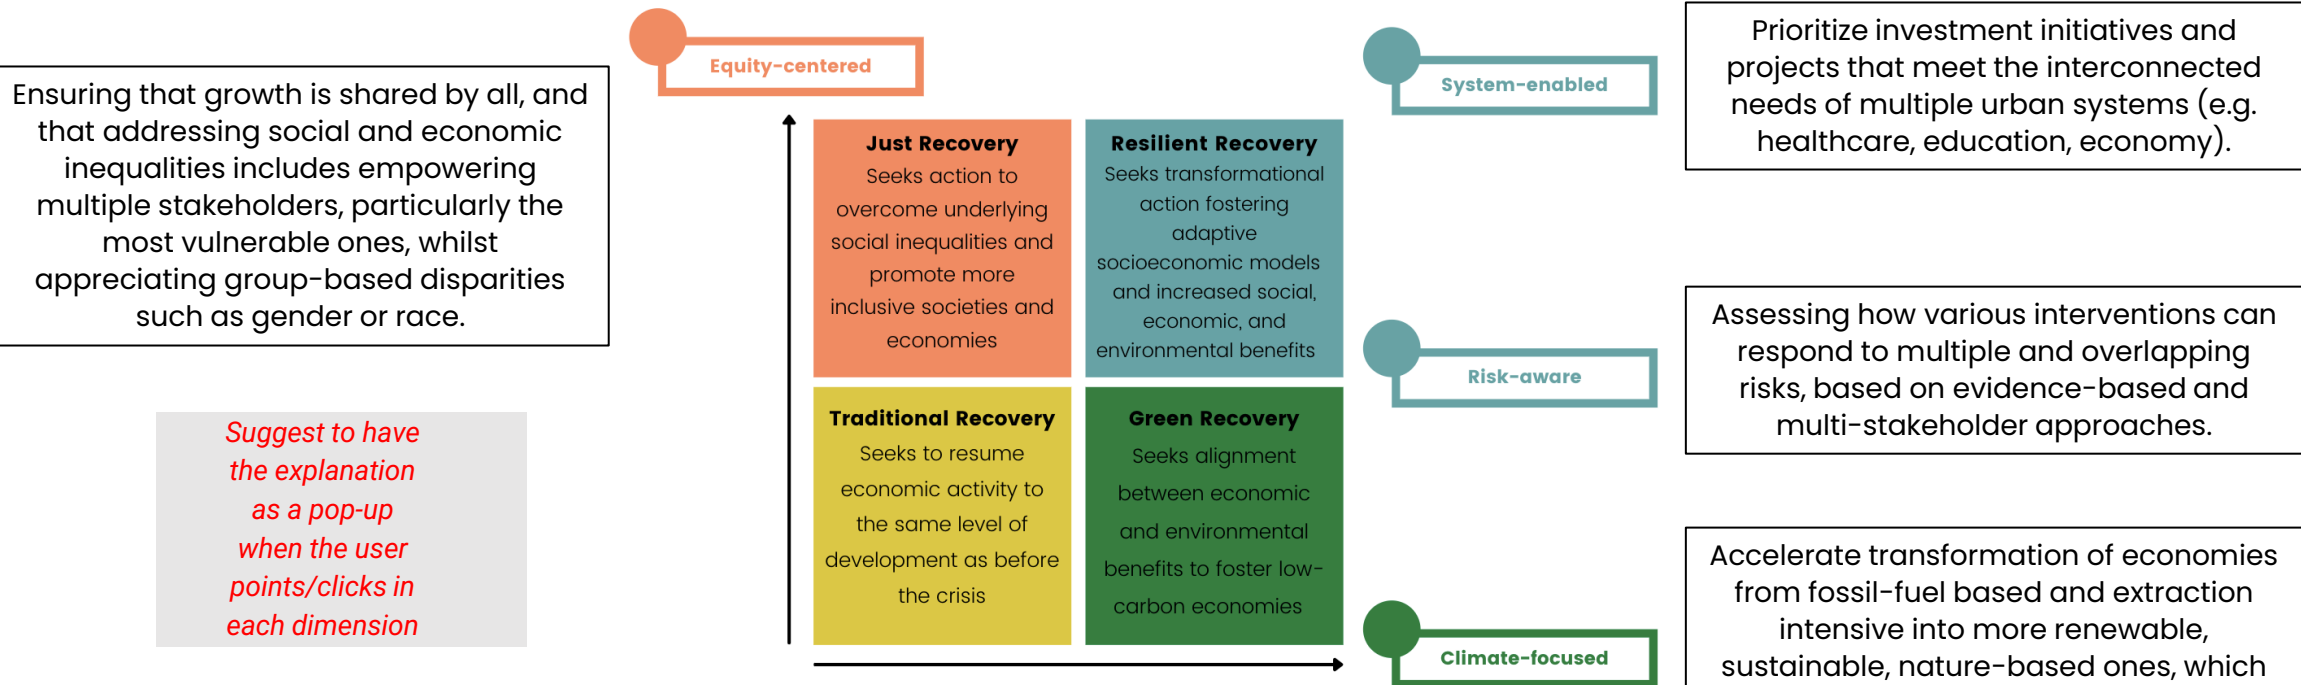 Equity-centered
Ensuring that growth is shared by all, and
that addressing social and economic
inequalities includes empowering
multiple stakeholders, particularly the
most vulnerable ones, whilst
appreciating group-based disparities
such as gender or race.
Suggest to have
the explanation
as a pop-up
when the user
points/clicks in
each dimension
Just Recovery
Seeks action to
overcome underlying
social inequalities and
promote more
inclusive societies and
economies
Resilient Recovery
Seeks transformational
action fostering
adaptive
socioeconomic models
and increased social,
economic, and
environmental benefits
Traditional Recovery
Seeks to resume
economic activity to
the same level of
development as before
the crisis
Green Recovery
Seeks alignment
between economic
and environmental
benefits to foster low-
carbon economies
System-enabled
Prioritize investment initiatives and
projects that meet the interconnected
needs of multiple urban systems (e.g.
healthcare, education, economy).
Risk-aware
Assessing how various interventions can
respond to multiple and overlapping
risks, based on evidence-based and
multi-stakeholder approaches.
Climate-focused
Accelerate transformation of economies
from fossil-fuel based and extraction
intensive into more renewable,
sustainable, nature-based ones, which